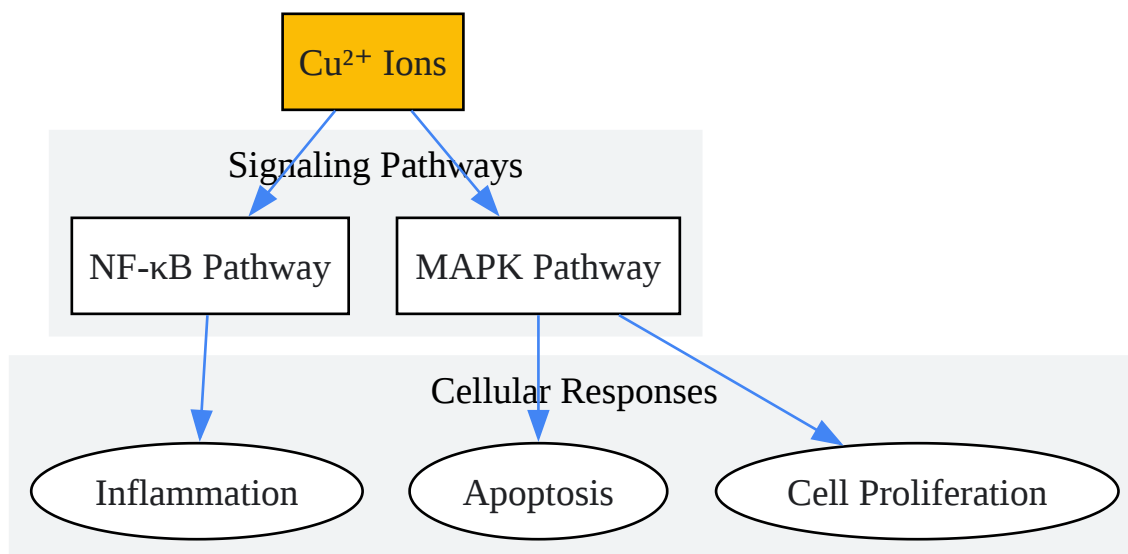 Cu²⁺ Ions
Signaling Pathways
NF-κB Pathway
MAPK Pathway
Cellular Responses
Inflammation
Apoptosis
Cell Proliferation